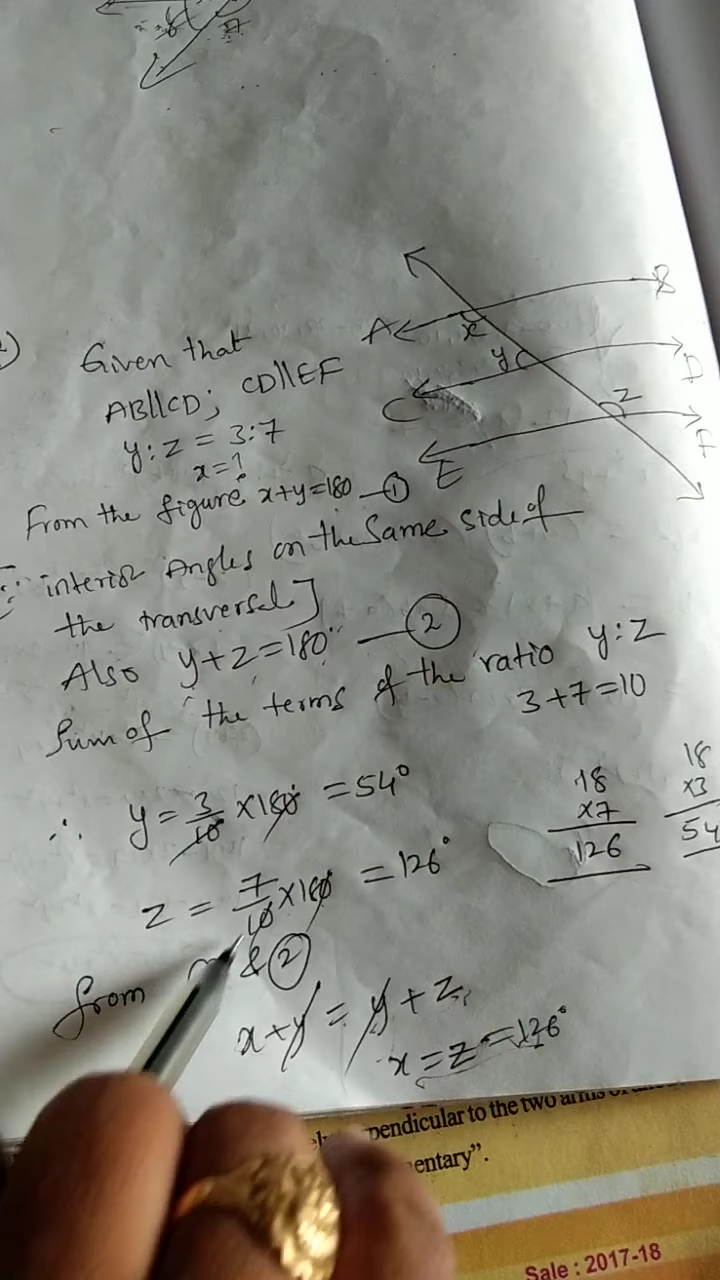 Given that
AB||CD; CD||EF
y:z = 3:7
x=?
A
B
x
y
C
D
z
E
F
From the figure x+y=180 —①
∵ interior Angles on the Same side of
the transversal]
Also y+z=180° —②
Sum of the terms of the ratio y:z
3+7=10
∴ y = 3/10 ×180 = 54°
z = 7/10 ×180 = 126°
18
×7
126
18
×3
54
from & ②
x+y = y+z
x = z = 126°
pendicular to the two arms
entary”.
Sale : 2017-18